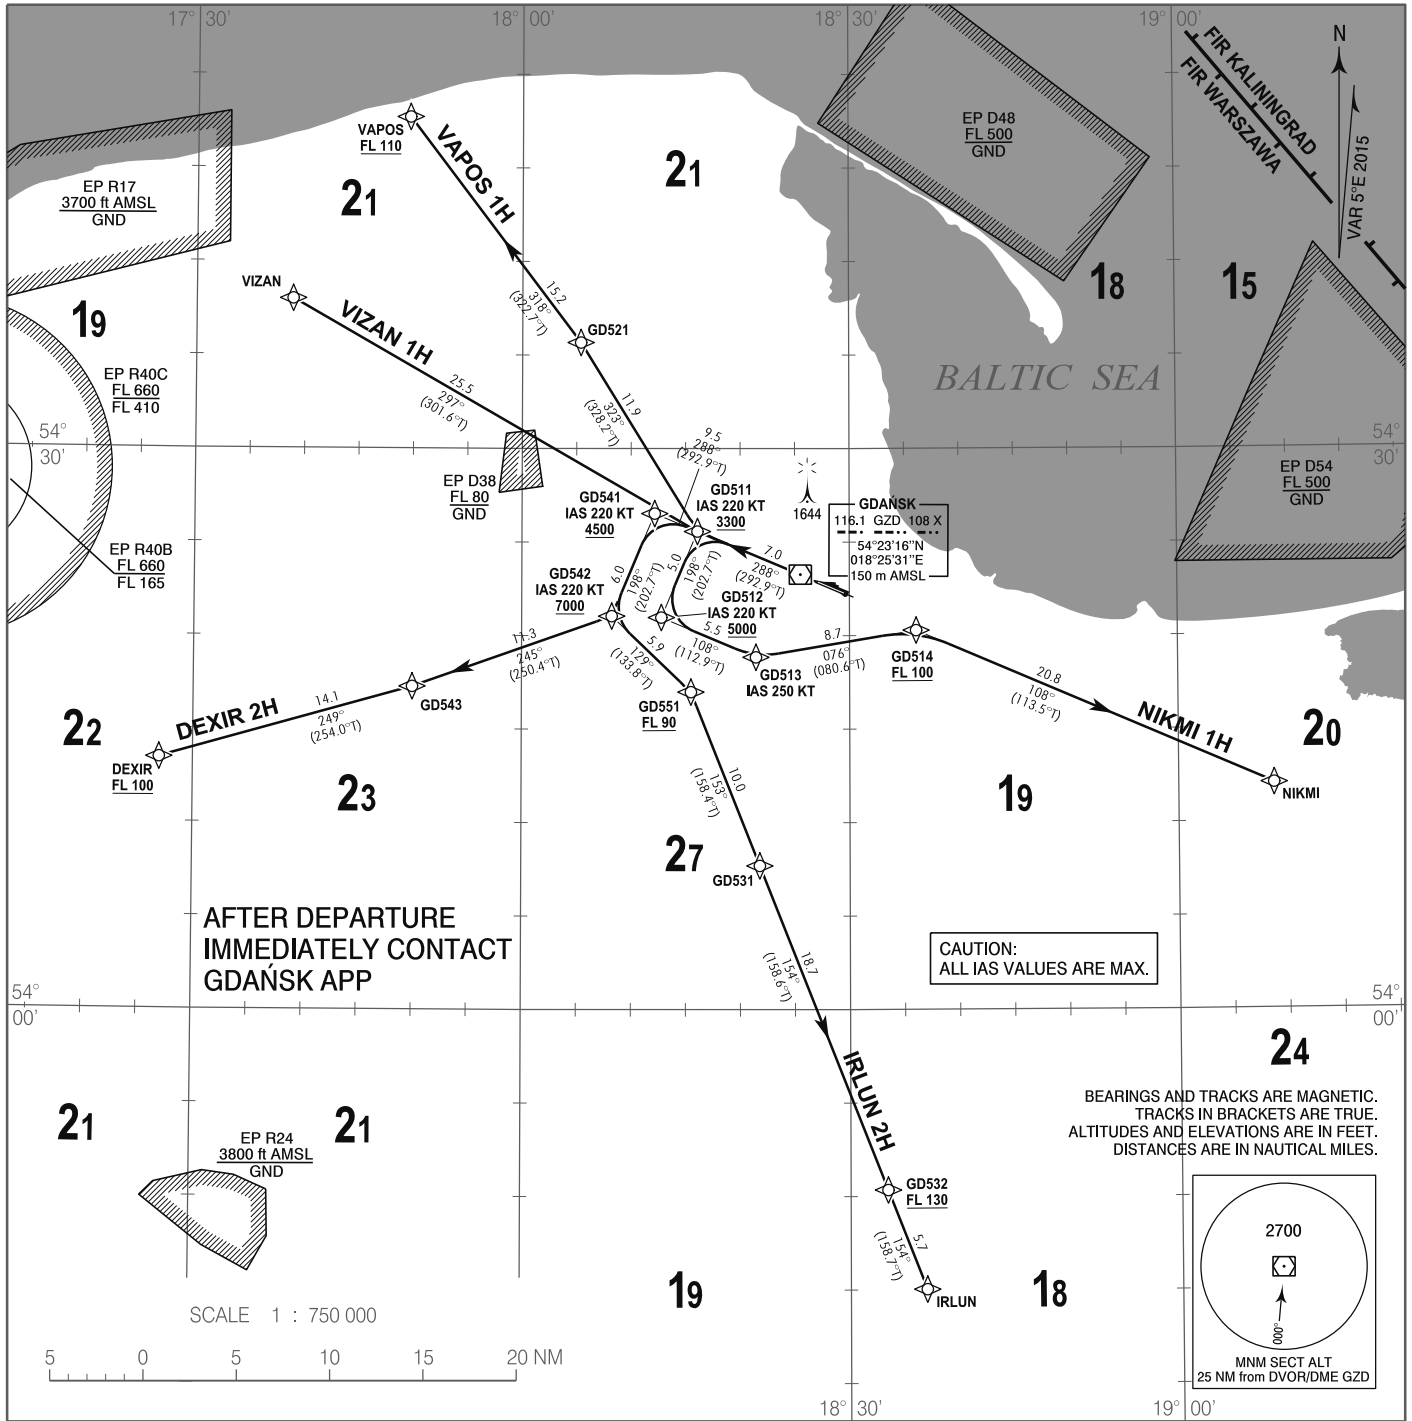 17° 30'
18° 00'
18° 30'
19° 00'
N
VAR 5°E 2015
FIR KALININGRAD
FIR WARSZAWA
EP D48
FL 500
GND
VAPOS
FL 110
VAPOS 1H
21
21
EP R17
3700 ft AMSL
GND
VIZAN
VIZAN 1H
15.2
318°
(322.7°T)
GD521
18
15
19
BALTIC SEA
EP R40C
FL 660
FL 410
25.5
297°
(301.6°T)
11.9
323°
(328.2°T)
9.5
288°
(292.9°T)
54°
30'
54°
30'
EP D38
FL 80
GND
EP D54
FL 500
GND
GD541
IAS 220 KT
4500
GD511
IAS 220 KT
3300
1644
GDAŃSK
116.1 GZD 108 X
54°23'16"N
018°25'31"E
150 m AMSL
7.0
288°
(292.9°T)
EP R40B
FL 660
FL 165
GD542
IAS 220 KT
7000
6.0
198°
(202.7°T)
5.0
198°
(202.7°T)
GD512
IAS 220 KT
5000
5.5
108°
(112.9°T)
GD513
IAS 250 KT
8.7
076°
(080.6°T)
GD514
FL 100
20.8
108°
(113.5°T)
NIKMI 1H
NIKMI
11.3
245°
(250.4°T)
5.9
129°
(133.8°T)
GD551
FL 90
GD543
14.1
249°
(254.0°T)
DEXIR 2H
DEXIR
FL 100
22
20
23
19
10.0
153°
(158.4°T)
27
GD531
AFTER DEPARTURE
IMMEDIATELY CONTACT
GDAŃSK APP
CAUTION:
ALL IAS VALUES ARE MAX.
18.7
154°
(158.6°T)
54°
00'
54°
00'
IRLUN 2H
24
21
21
BEARINGS AND TRACKS ARE MAGNETIC.
TRACKS IN BRACKETS ARE TRUE.
ALTITUDES AND ELEVATIONS ARE IN FEET.
DISTANCES ARE IN NAUTICAL MILES.
EP R24
3800 ft AMSL
GND
GD532
FL 130
5.7
154°
(158.7°T)
IRLUN
19
18
2700
000°
MNM SECT ALT
25 NM from DVOR/DME GZD
SCALE 1 : 750 000
5 0 5 10 15 20 NM
18° 30'
19° 00'